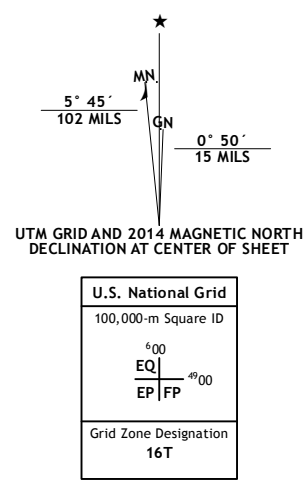 ★
MN
5° 45´
102 MILS
GN
0° 50´
15 MILS
UTM GRID AND 2014 MAGNETIC NORTH
DECLINATION AT CENTER OF SHEET
U.S. National Grid
100,000-m Square ID
⁶00
EQ
⁴⁹00
EP FP
Grid Zone Designation
16T